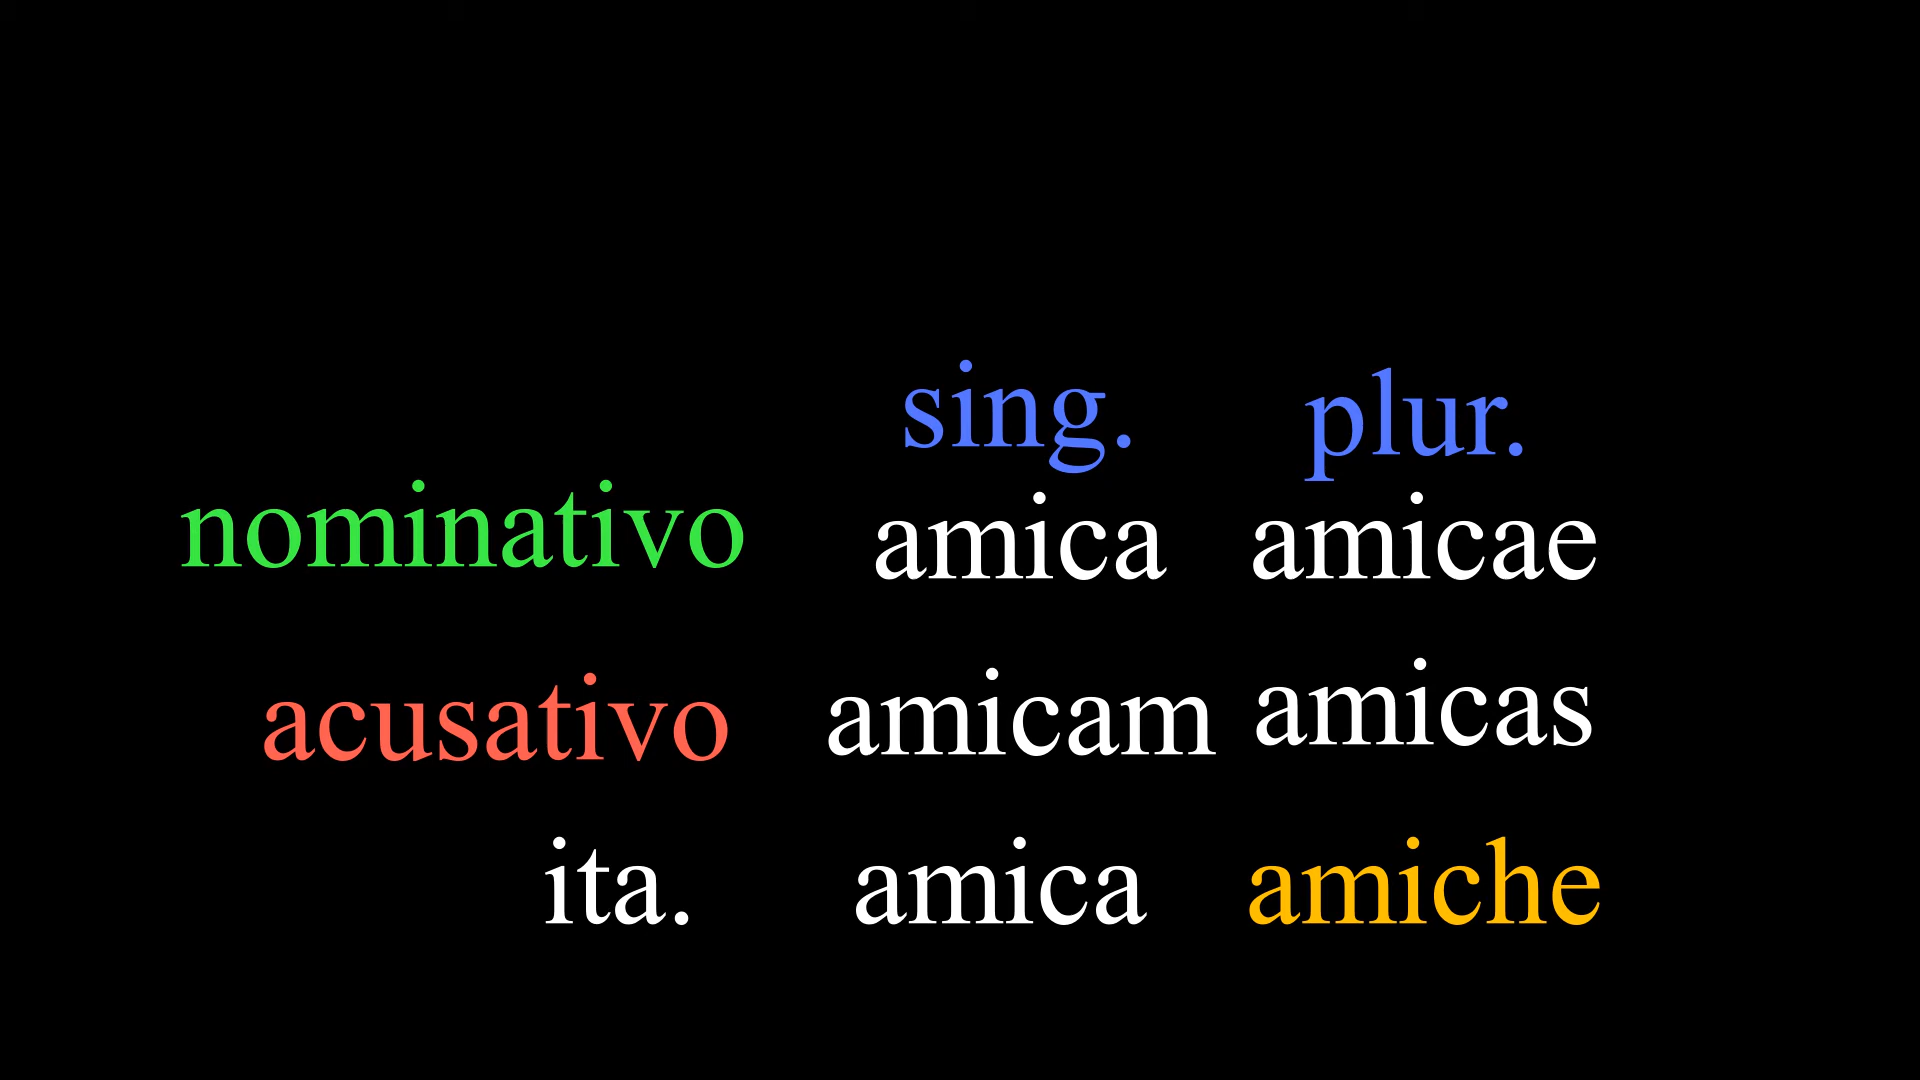 sing. plur.
nominativo amica amicae
acusativo amicam amicas
ita. amica amiche